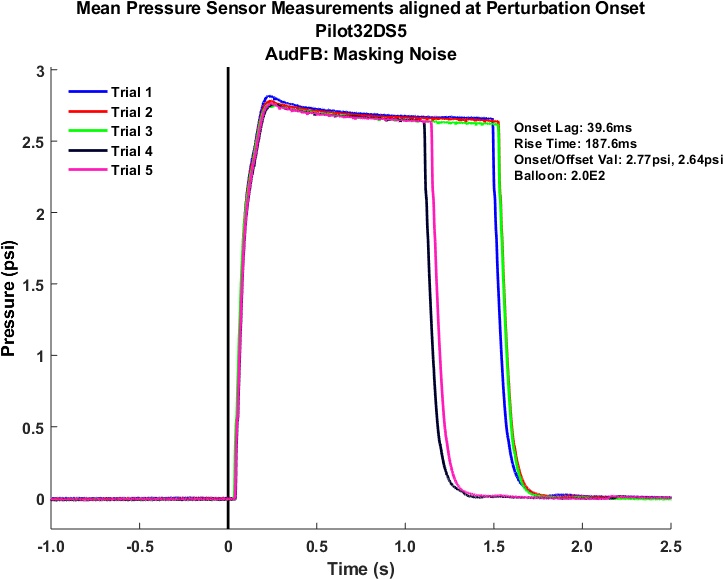 Mean Pressure Sensor Measurements aligned at Perturbation Onset
Pilot32DS5
AudFB: Masking Noise
3
2.5
2
1.5
1
0.5
0
Pressure (psi)
Trial 1
Trial 2
Trial 3
Trial 4
Trial 5
Onset Lag: 39.6ms
Rise Time: 187.6ms
Onset/Offset Val: 2.77psi, 2.64psi
Balloon: 2.0E2
-1.0 -0.5 0 0.5 1.0 1.5 2.0 2.5
Time (s)